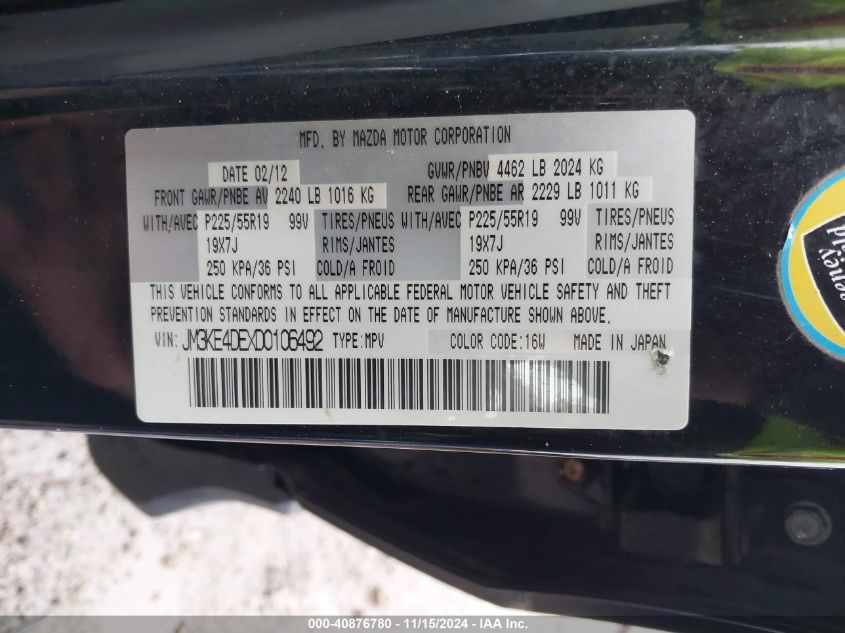 MFD. BY MAZDA MOTOR CORPORATION
DATE 02/12 GVWR/PNBV 4462 LB 2024 KG
FRONT GAWR/PNBE AV 2240 LB 1016 KG REAR GAWR/PNBE AR 2229 LB 1011 KG
WITH/AVEC P225/55R19 99V TIRES/PNEUS WITH/AVEC P225/55R19 99V TIRES/PNEUS
19X7J RIMS/JANTES 19X7J RIMS/JANTES
250 KPA/36 PSI COLD/A FROID 250 KPA/36 PSI COLD/A FROID
THIS VEHICLE CONFORMS TO ALL APPLICABLE FEDERAL MOTOR VEHICLE SAFETY AND THEFT
PREVENTION STANDARDS IN EFFECT ON THE DATE OF MANUFACTURE SHOWN ABOVE.
VIN: JM3KE4DEXD0106492 TYPE:MPV COLOR CODE:16W MADE IN JAPAN
000-40876780 - 11/15/2024 - IAA Inc.